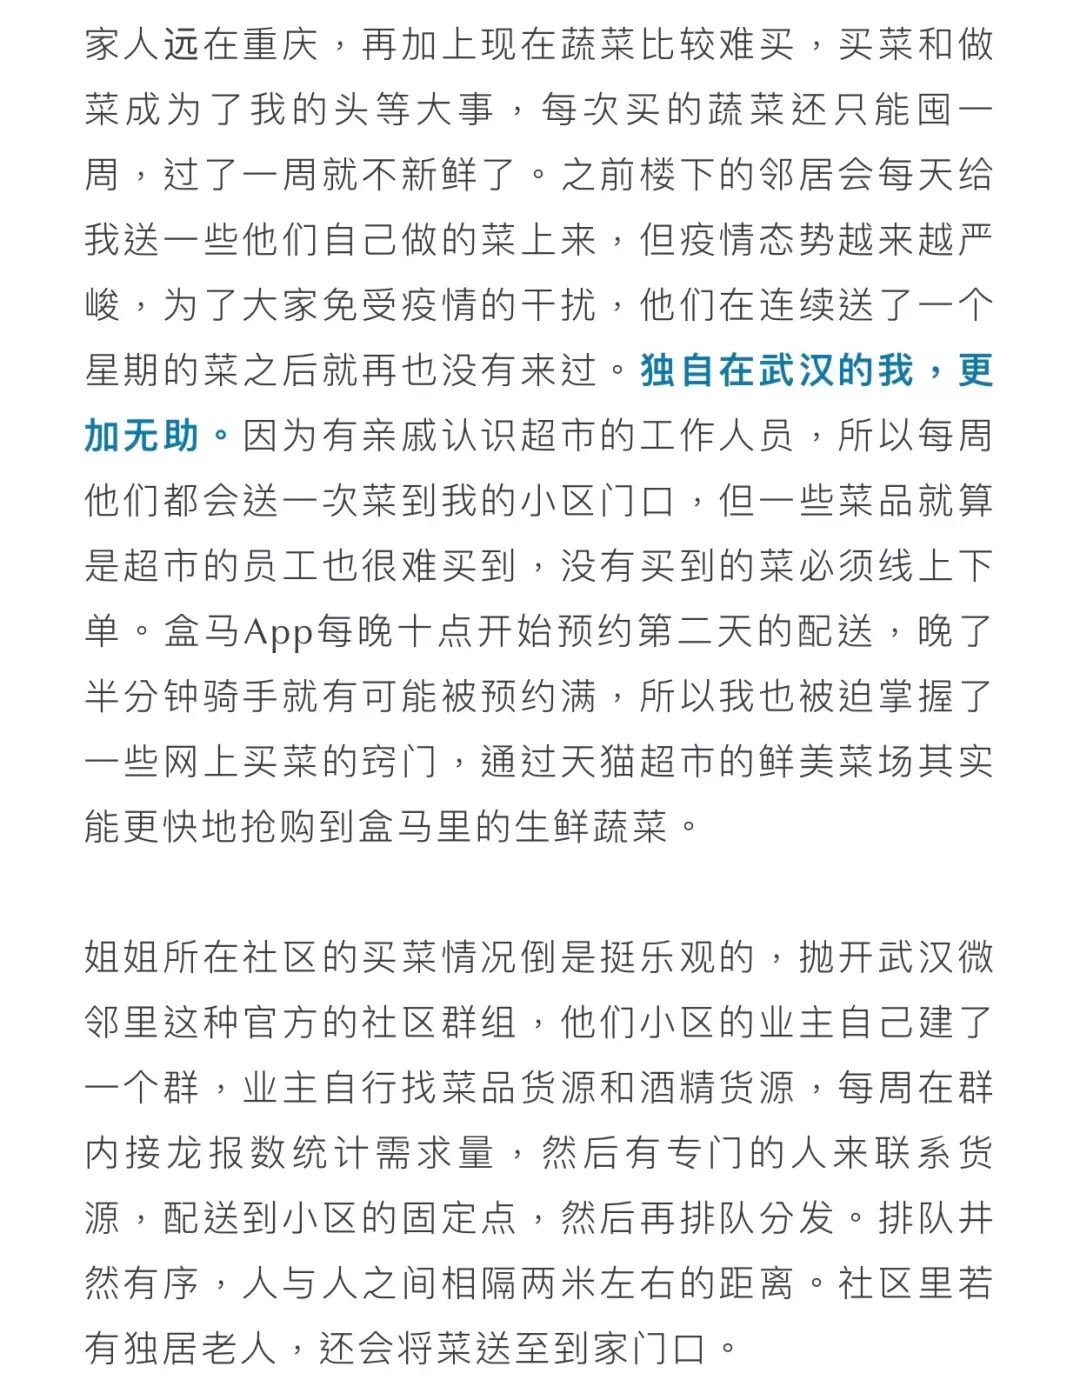 家人远在重庆，再加上现在蔬菜比较难买，买菜和做
菜成为了我的头等大事，每次买的蔬菜还只能囤一
周，过了一周就不新鲜了。之前楼下的邻居会每天给
我送一些他们自己做的菜上来，但疫情态势越来越严
峻，为了大家免受疫情的干扰，他们在连续送了一个
星期的菜之后就再也没有来过。独自在武汉的我，更
加无助。因为有亲戚认识超市的工作人员，所以每周
他们都会送一次菜到我的小区门口，但一些菜品就算
是超市的员工也很难买到，没有买到的菜必须线上下
单。盒马App每晚十点开始预约第二天的配送，晚了
半分钟骑手就有可能被预约满，所以我也被迫掌握了
一些网上买菜的窍门，通过天猫超市的鲜美菜场其实
能更快地抢购到盒马里的生鲜蔬菜。
姐姐所在社区的买菜情况倒是挺乐观的，抛开武汉微
邻里这种官方的社区群组，他们小区的业主自己建了
一个群，业主自行找菜品货源和酒精货源，每周在群
内接龙报数统计需求量，然后有专门的人来联系货
源，配送到小区的固定点，然后再排队分发。排队井
然有序，人与人之间相隔两米左右的距离。社区里若
有独居老人，还会将菜送至到家门口。